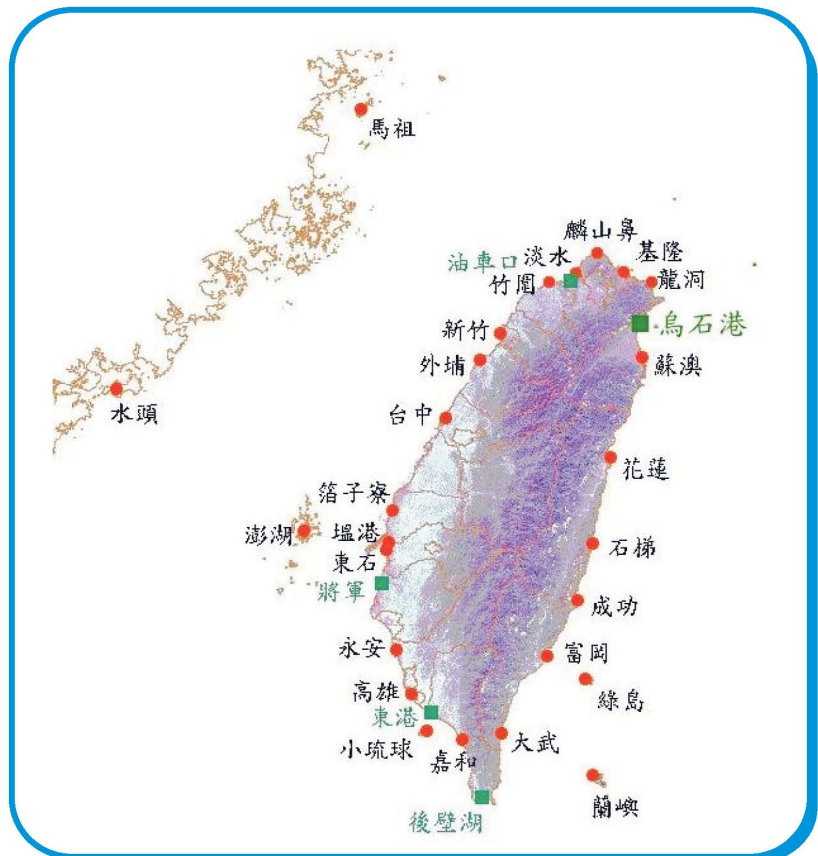 馬祖
麟山鼻
油車口
淡水
基隆
竹圍
龍洞
新竹
烏石港
外埔
蘇澳
水頭
台中
花蓮
箔子寮
澎湖
塭港
石梯
東石
將軍
成功
永安
富岡
高雄
綠島
東港
小琉球
嘉和
大武
蘭嶼
後壁湖